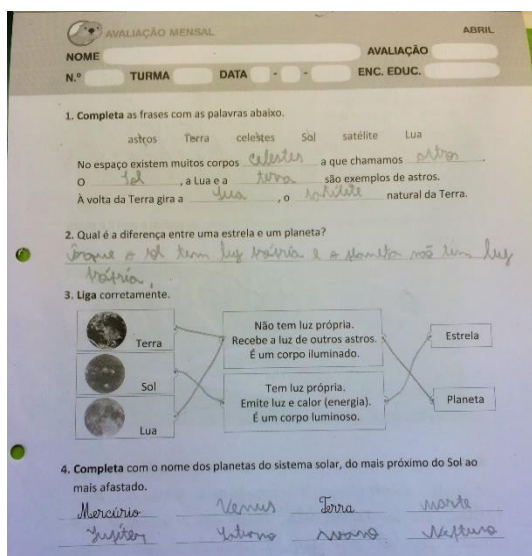 AVALIAÇÃO MENSAL
ABRIL
NOME AVALIAÇÃO
N.º TURMA DATA - - ENC. EDUC.
1. Completa as frases com as palavras abaixo.
astros Terra celestes Sol satélite Lua
No espaço existem muitos corpos celestes a que chamamos astros.
O Sol, a Lua e a terra são exemplos de astros.
À volta da Terra gira a Lua, o satélite natural da Terra.
2. Qual é a diferença entre uma estrela e um planeta?
Porque o sol tem luz própria e o planeta não tem luz
própria.
3. Liga corretamente.
Terra
Sol
Lua
Não tem luz própria.
Recebe a luz de outros astros.
É um corpo iluminado.
Tem luz própria.
Emite luz e calor (energia).
É um corpo luminoso.
Estrela
Planeta
4. Completa com o nome dos planetas do sistema solar, do mais próximo do Sol ao
mais afastado.
Mercúrio Venus Terra marte
Jupiter Neptuno